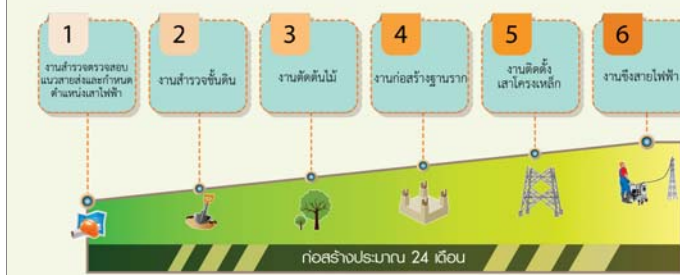 1
งานสำรวจตรวจสอบ
แนวสายส่งและกำหนด
ตำแหน่งเสาไฟฟ้า
2
งานสำรวจชั้นดิน
3
งานตัดต้นไม้
4
งานก่อสร้างฐานราก
5
งานติดตั้ง
เสาโครงเหล็ก
6
งานขึงสายไฟฟ้า
ก่อสร้างประมาณ 24 เดือน